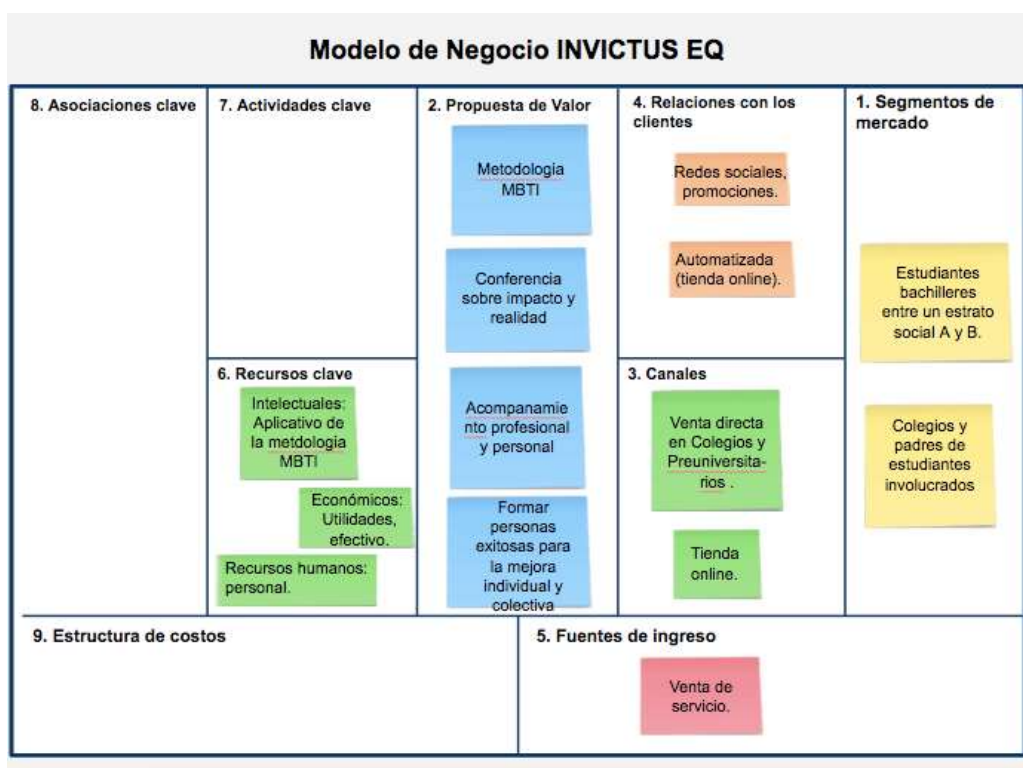 Modelo de Negocio INVICTUS EQ
8. Asociaciones clave
7. Actividades clave
2. Propuesta de Valor
Metodologia
MBTI
Conferencia
sobre impacto y
realidad
Acompanamie
nto profesional
y personal
Formar
personas
exitosas para
la mejora
individual y
colectiva
4. Relaciones con los
clientes
Redes sociales,
promociones.
Automatizada
(tienda online).
1. Segmentos de
mercado
Estudiantes
bachilleres
entre un estrato
social A y B.
Colegios y
padres de
estudiantes
involucrados
6. Recursos clave
Intelectuales:
Aplicativo de
la metdologia
MBTI
Económicos:
Utilidades,
efectivo.
Recursos humanos:
personal.
3. Canales
Venta directa
en Colegios y
Preuniversita-
rios .
Tienda
online.
9. Estructura de costos
5. Fuentes de ingreso
Venta de
servicio.